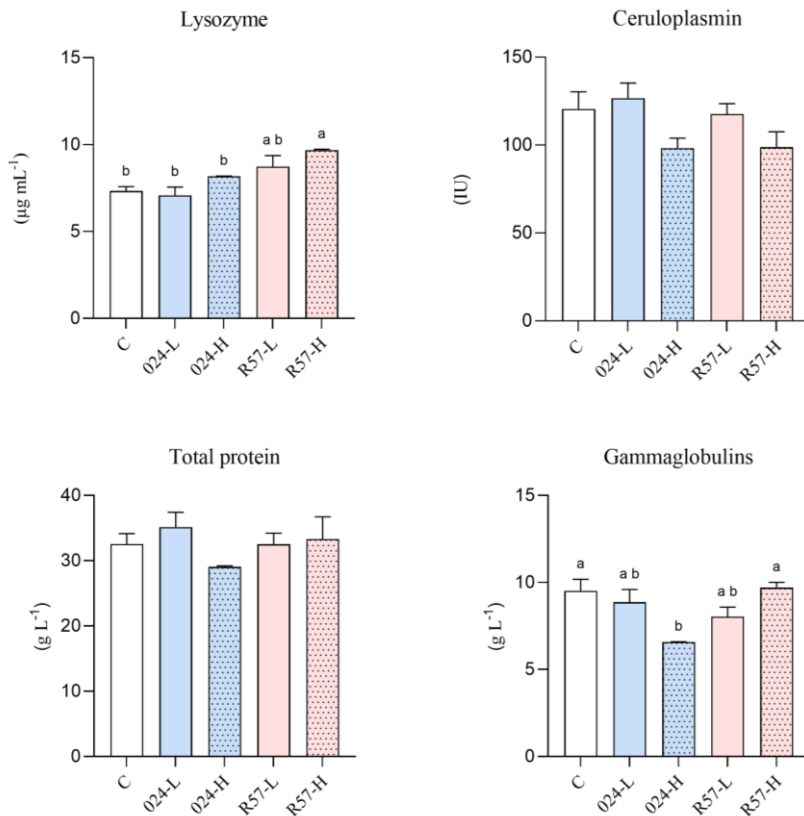 Lysozyme
15
10
5
0
(µg mL⁻¹)
b
b
b
a b
a
C
024-L
024-H
R57-L
R57-H
Ceruloplasmin
150
100
50
0
(IU)
C
024-L
024-H
R57-L
R57-H
Total protein
40
30
20
10
0
(g L⁻¹)
C
024-L
024-H
R57-L
R57-H
Gammaglobulins
15
10
5
0
(g L⁻¹)
a
a b
b
a b
a
C
024-L
024-H
R57-L
R57-H